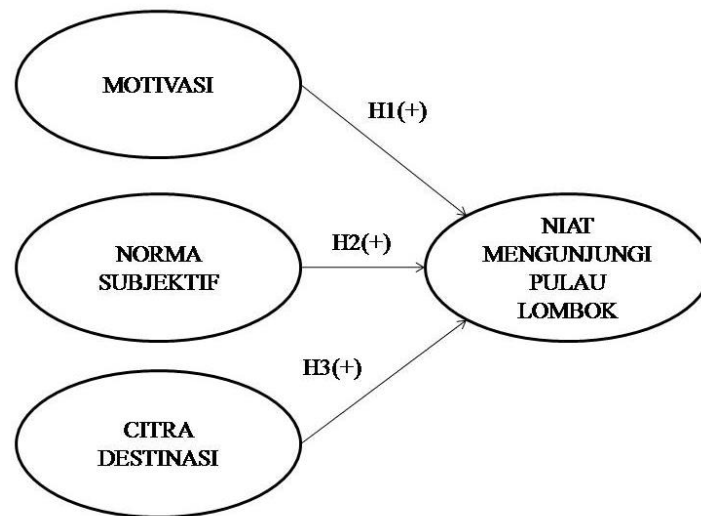 MOTIVASI
H1(+)
NORMA
SUBJEKTIF
H2(+)
NIAT
MENGUNJUNGI
PULAU
LOMBOK
H3(+)
CITRA
DESTINASI